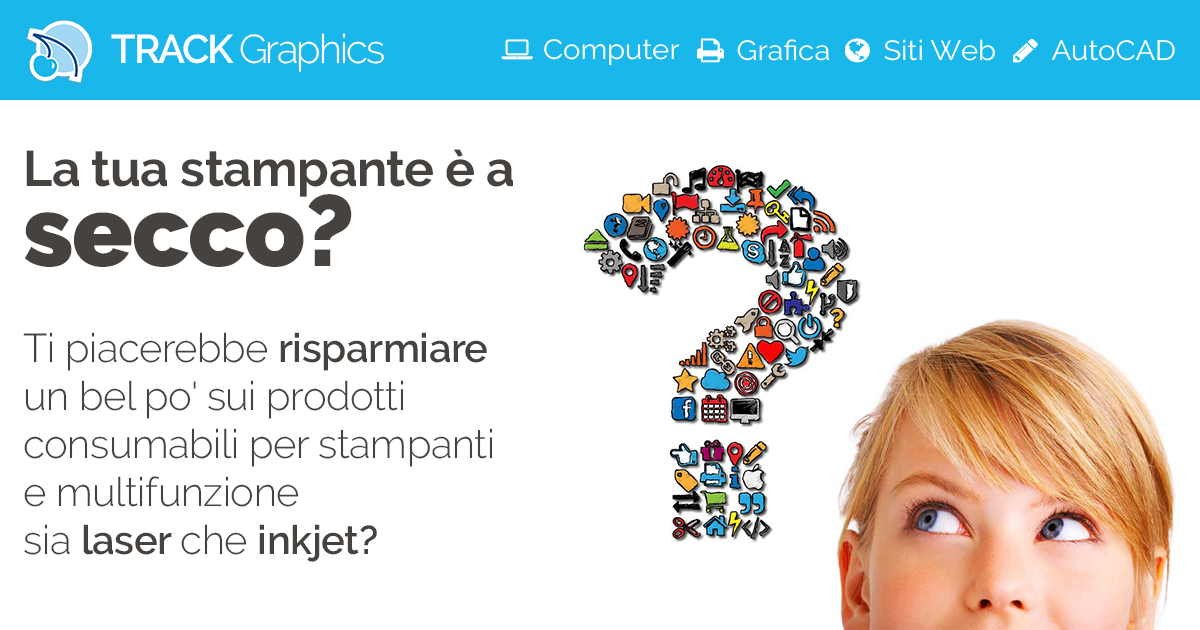 TRACK Graphics
Computer Grafica Siti Web AutoCAD
La tua stampante è a
secco?
Ti piacerebbe risparmiare
un bel po' sui prodotti
consumabili per stampanti
e multifunzione
sia laser che inkjet?